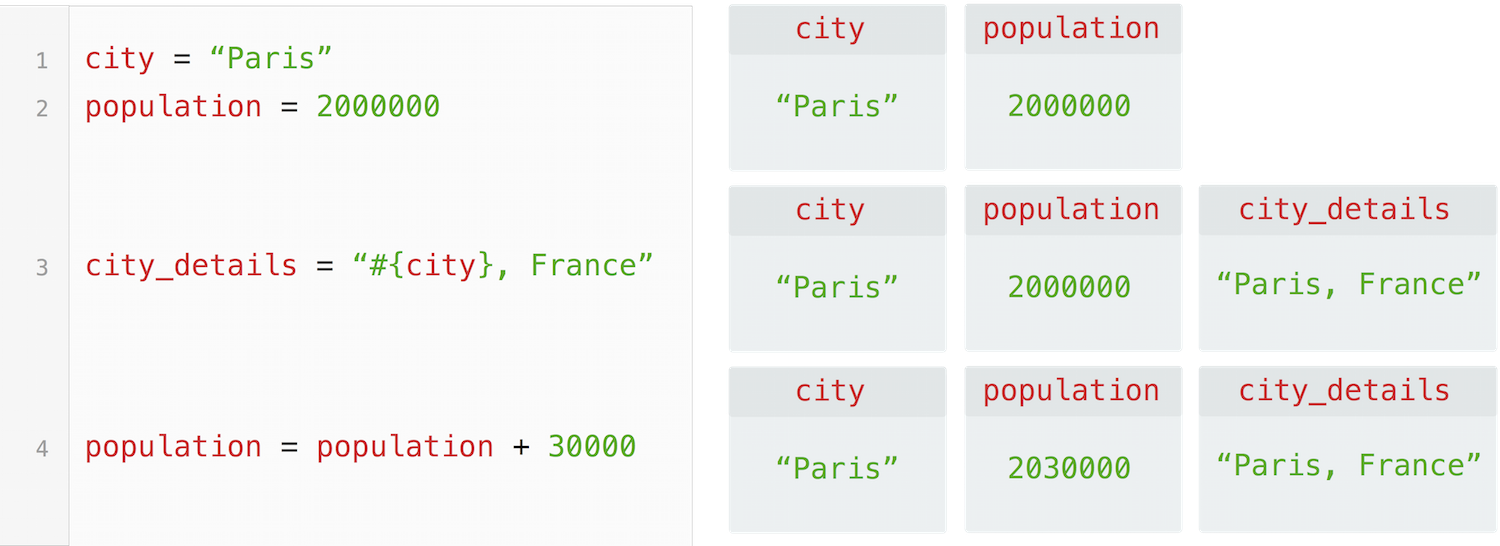 1 city = “Paris”
2 population = 2000000
3 city_details = “#{city}, France”
4 population = population + 30000
city population
“Paris” 2000000
city population city_details
“Paris” 2000000 “Paris, France”
city population city_details
“Paris” 2030000 “Paris, France”